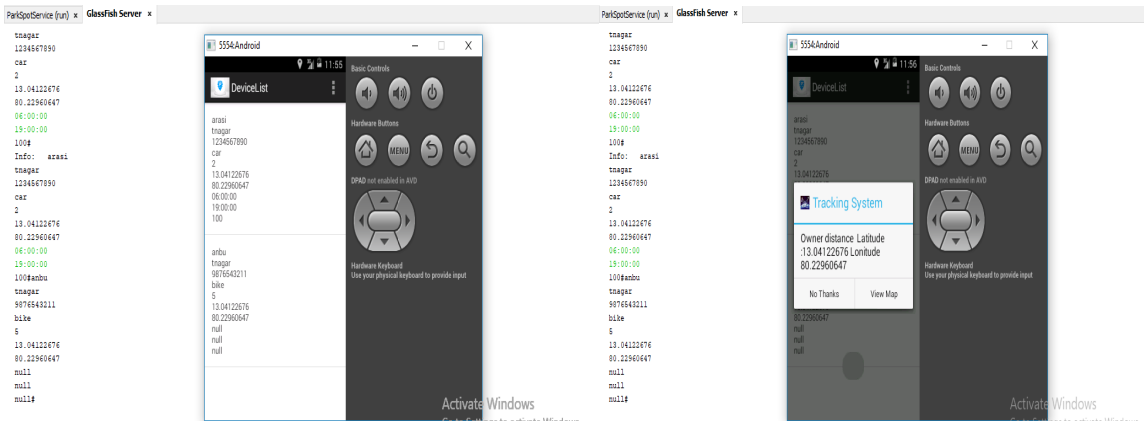 ParkSpotService (run) x GlassFish Server x
tnagar
1234567890
car
2
13.04122676
80.22960647
06:00:00
19:00:00
100#
Info: arasi
tnagar
1234567890
car
2
13.04122676
80.22960647
06:00:00
19:00:00
100#anbu
tnagar
9876543211
bike
5
13.04122676
80.22960647
null
null
null#
5554:Android
11:55
DeviceList
arasi
tnagar
1234567890
car
2
13.04122676
80.22960647
06:00:00
19:00:00
100
anbu
tnagar
9876543211
bike
5
13.04122676
80.22960647
null
null
null
Basic Controls
Hardware Buttons
MENU
DPAD not enabled in AVD
Hardware Keyboard
Use your physical keyboard to provide input
Activate Windows
ParkSpotService (run) x GlassFish Server x
tnagar
1234567890
car
2
13.04122676
80.22960647
06:00:00
19:00:00
100#
Info: arasi
tnagar
1234567890
car
2
13.04122676
80.22960647
06:00:00
19:00:00
100#anbu
tnagar
9876543211
bike
5
13.04122676
80.22960647
null
null
null#
5554:Android
11:56
DeviceList
arasi
tnagar
1234567890
car
2
13.04122676
Tracking System
Owner distance Latitude
:13.04122676 Lonitude
80.22960647
No Thanks View Map
80.22960647
null
null
null
Basic Controls
Hardware Buttons
MENU
DPAD not enabled in AVD
Hardware Keyboard
Use your physical keyboard to provide input
Activate Windows